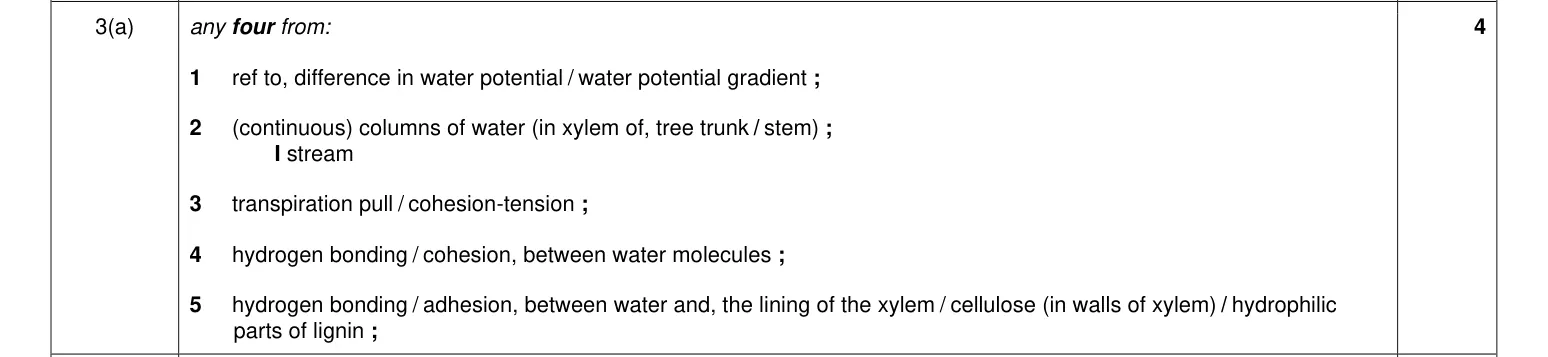 3(a) any four from: 4
1 ref to, difference in water potential / water potential gradient ;
2 (continuous) columns of water (in xylem of, tree trunk / stem) ;
I stream
3 transpiration pull / cohesion-tension ;
4 hydrogen bonding / cohesion, between water molecules ;
5 hydrogen bonding / adhesion, between water and, the lining of the xylem / cellulose (in walls of xylem) / hydrophilic
parts of lignin ;